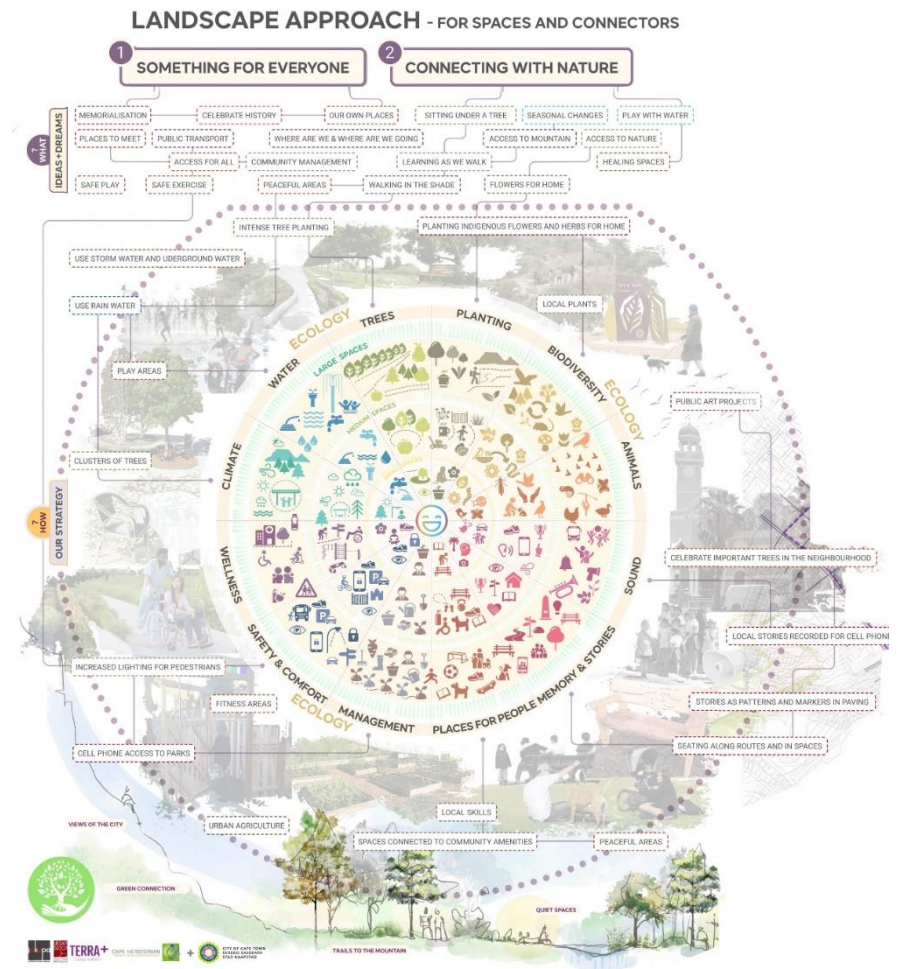 LANDSCAPE APPROACH - FOR SPACES AND CONNECTORS
1 SOMETHING FOR EVERYONE
2 CONNECTING WITH NATURE
? WHAT
IDEAS+DREAMS
MEMORIALISATION
CELEBRATE HISTORY
OUR OWN PLACES
SITTING UNDER A TREE
SEASONAL CHANGES
PLAY WITH WATER
PLACES TO MEET
PUBLIC TRANSPORT
WHERE ARE WE & WHERE ARE WE GOING
ACCESS TO MOUNTAIN
ACCESS TO NATURE
ACCESS FOR ALL
COMMUNITY MANAGEMENT
LEARNING AS WE WALK
HEALING SPACES
SAFE PLAY
SAFE EXERCISE
PEACEFUL AREAS
WALKING IN THE SHADE
FLOWERS FOR HOME
INTENSE TREE PLANTING
PLANTING INDIGENOUS FLOWERS AND HERBS FOR HOME
USE STORM WATER AND UDERGROUND WATER
USE RAIN WATER
LOCAL PLANTS
ECOLOGY
TREES
PLANTING
WATER
LARGE SPACES
BIODIVERSITY
PLAY AREAS
ECOLOGY
PUBLIC ART PROJECTS
MEDIUM SPACES
CLUSTERS OF TREES
CLIMATE
ANIMALS
? HOW
OUR STRATEGY
CELEBRATE IMPORTANT TREES IN THE NEIGHBOURHOOD
WELLNESS
SOUND
LOCAL STORIES RECORDED FOR CELL PHONE
INCREASED LIGHTING FOR PEDESTRIANS
SAFETY & COMFORT
MEMORY & STORIES
FITNESS AREAS
STORIES AS PATTERNS AND MARKERS IN PAVING
ECOLOGY
MANAGEMENT
PLACES FOR PEOPLE
CELL PHONE ACCESS TO PARKS
SEATING ALONG ROUTES AND IN SPACES
LOCAL SKILLS
VIEWS OF THE CITY
URBAN AGRICULTURE
SPACES CONNECTED TO COMMUNITY AMENITIES
PEACEFUL AREAS
GREEN CONNECTION
QUIET SPACES
TRAILS TO THE MOUNTAIN
TERRA+
+
CITY OF CAPE TOWN
ISIXEKO SASEKAPA
STAD KAAPSTAD